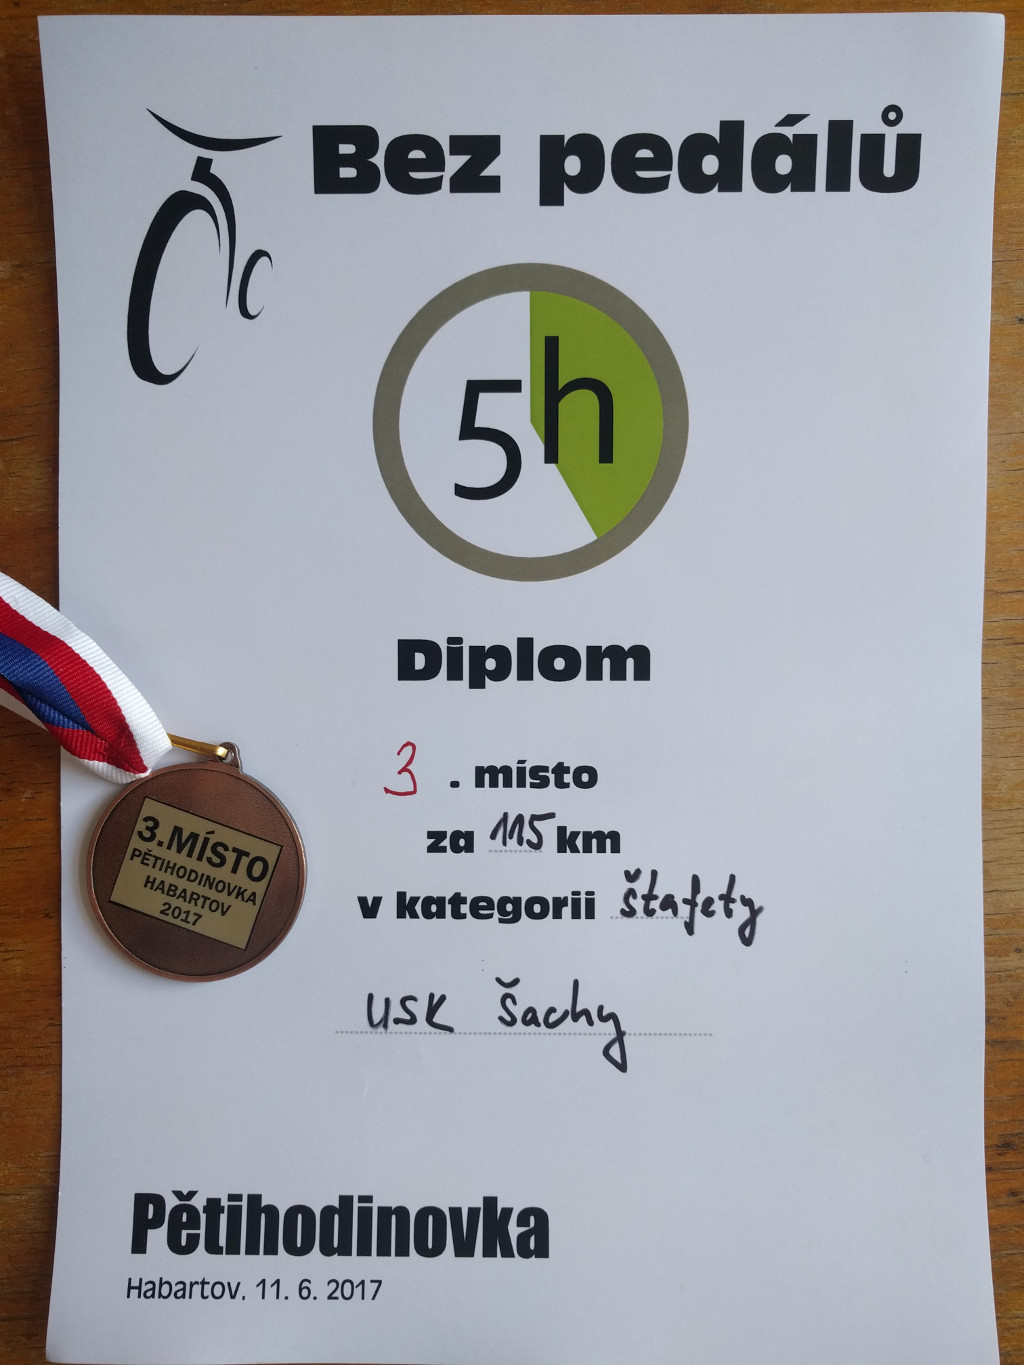 Bez pedálů
5h
Diplom
3. místo
za 115 km
v kategorii štafety
USK Šachy
3.MÍSTO
PĚTIHODINOVKA
HABARTOV
2017
Pětihodinovka
Habartov, 11. 6. 2017